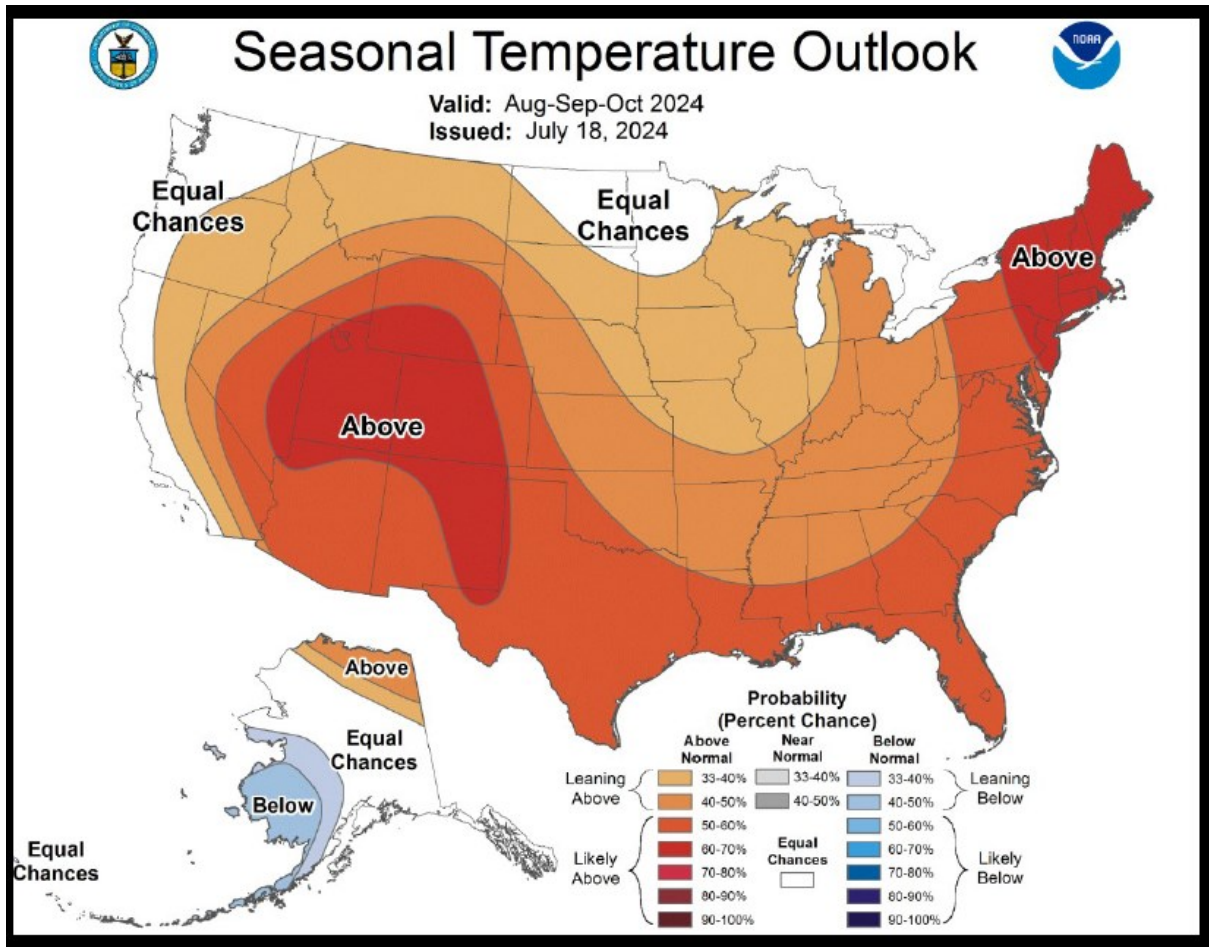 Seasonal Temperature Outlook
NOAA
Valid: Aug-Sep-Oct 2024
Issued: July 18, 2024
Equal
Chances
Equal
Chances
Above
Above
Above
Equal
Chances
Below
Equal
Chances
Probability
(Percent Chance)
Above
Normal
Near
Normal
Below
Normal
Leaning
Above
33-40%
33-40%
33-40%
Leaning
Below
40-50%
40-50%
40-50%
50-60%
50-60%
Likely
Above
60-70%
Equal
Chances
60-70%
Likely
Below
70-80%
70-80%
80-90%
80-90%
90-100%
90-100%